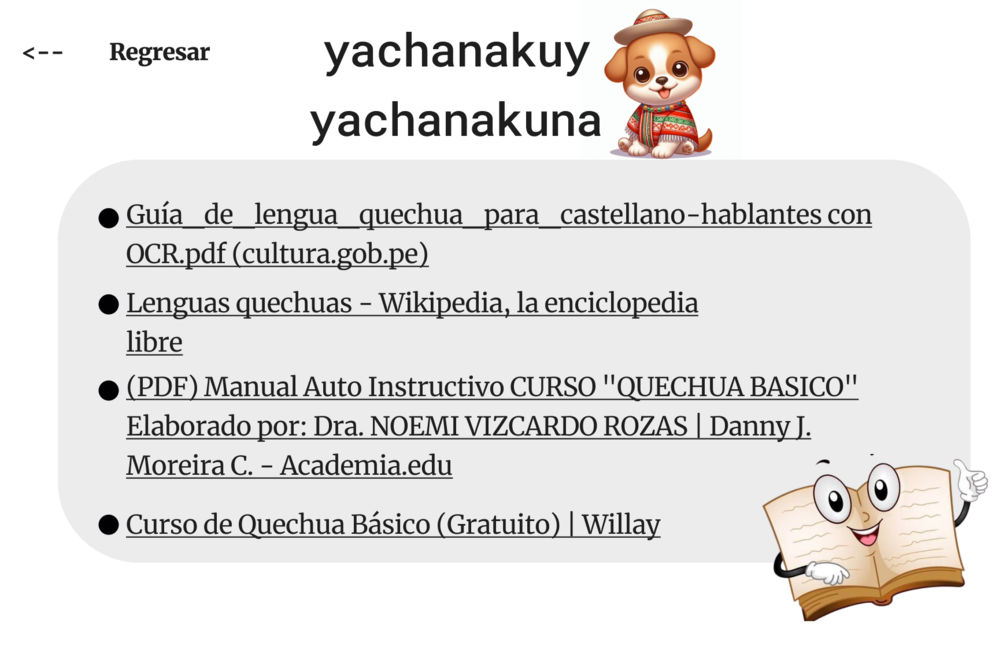 <-- Regresar
yachanakuy
yachanakuna
● Guía_de_lengua_quechua_para_castellano-hablantes con
OCR.pdf (cultura.gob.pe)
● Lenguas quechuas - Wikipedia, la enciclopedia
libre
● (PDF) Manual Auto Instructivo CURSO "QUECHUA BASICO"
Elaborado por: Dra. NOEMI VIZCARDO ROZAS | Danny J.
Moreira C. - Academia.edu
● Curso de Quechua Básico (Gratuito) | Willay